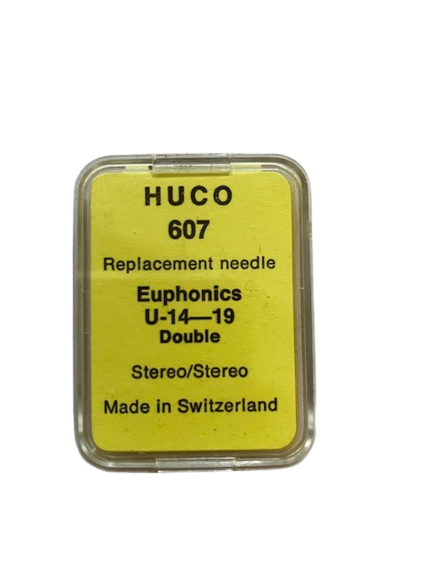 HUCO
607
Replacement needle
Euphonics
U-14—19
Double
Stereo/Stereo
Made in Switzerland